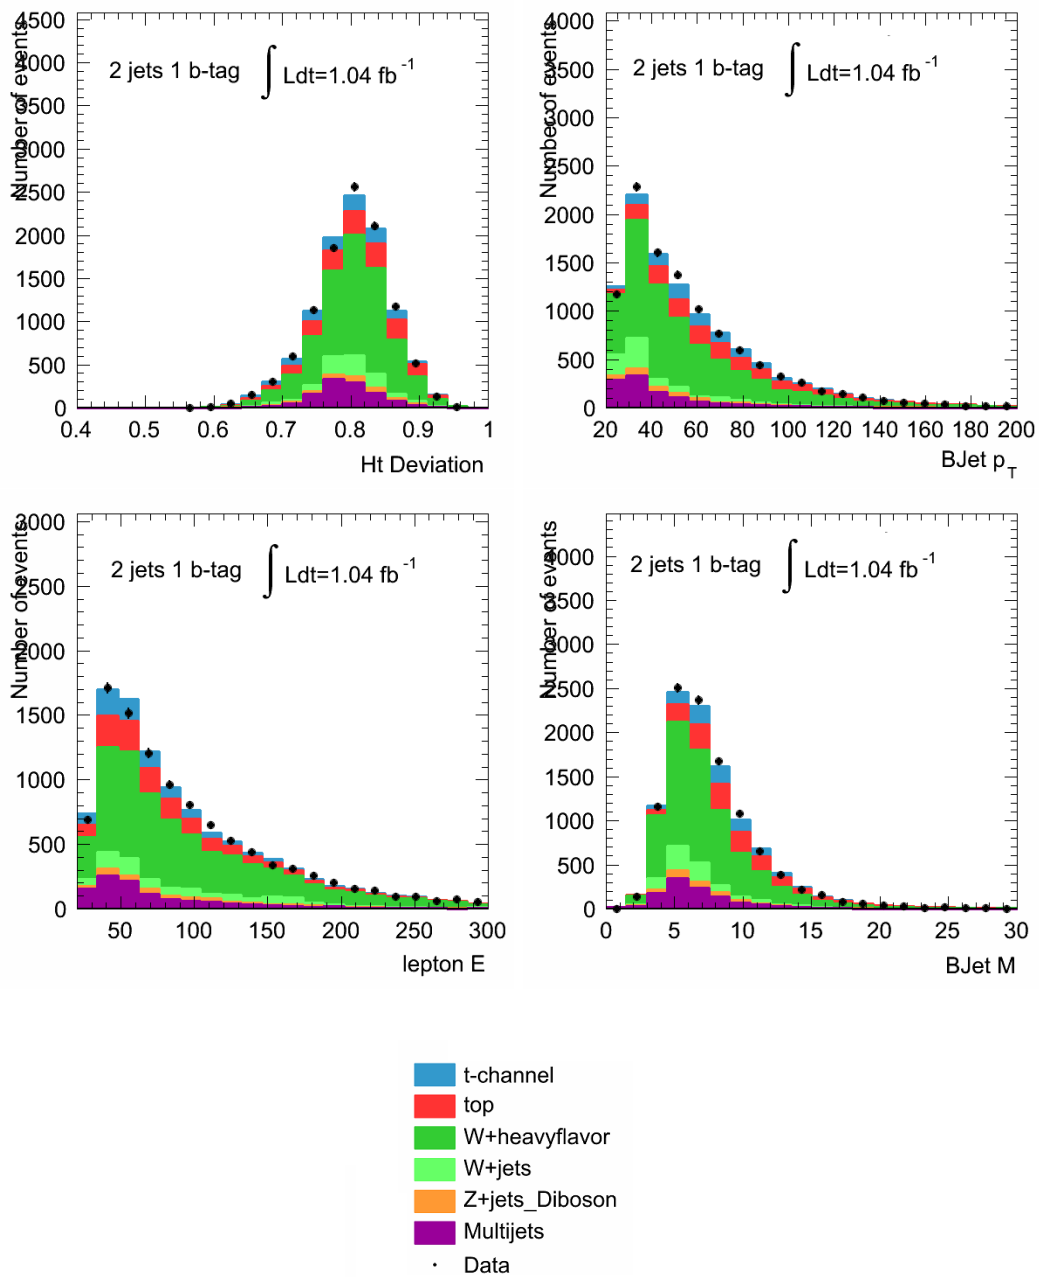 Number of events
4500
4000
3500
3000
2500
2000
1500
1000
500
0
2 jets 1 b-tag ∫ Ldt=1.04 fb⁻¹
0.4 0.5 0.6 0.7 0.8 0.9 1
Ht Deviation
Number of events
4000
3500
3000
2500
2000
1500
1000
500
0
2 jets 1 b-tag ∫ Ldt=1.04 fb⁻¹
20 40 60 80 100 120 140 160 180 200
BJet p_T
Number of events
3000
2500
2000
1500
1000
500
0
2 jets 1 b-tag ∫ Ldt=1.04 fb⁻¹
50 100 150 200 250 300
lepton E
Number of events
4000
3500
3000
2500
2000
1500
1000
500
0
2 jets 1 b-tag ∫ Ldt=1.04 fb⁻¹
0 5 10 15 20 25 30
BJet M
t-channel
top
W+heavyflavor
W+jets
Z+jets_Diboson
Multijets
Data